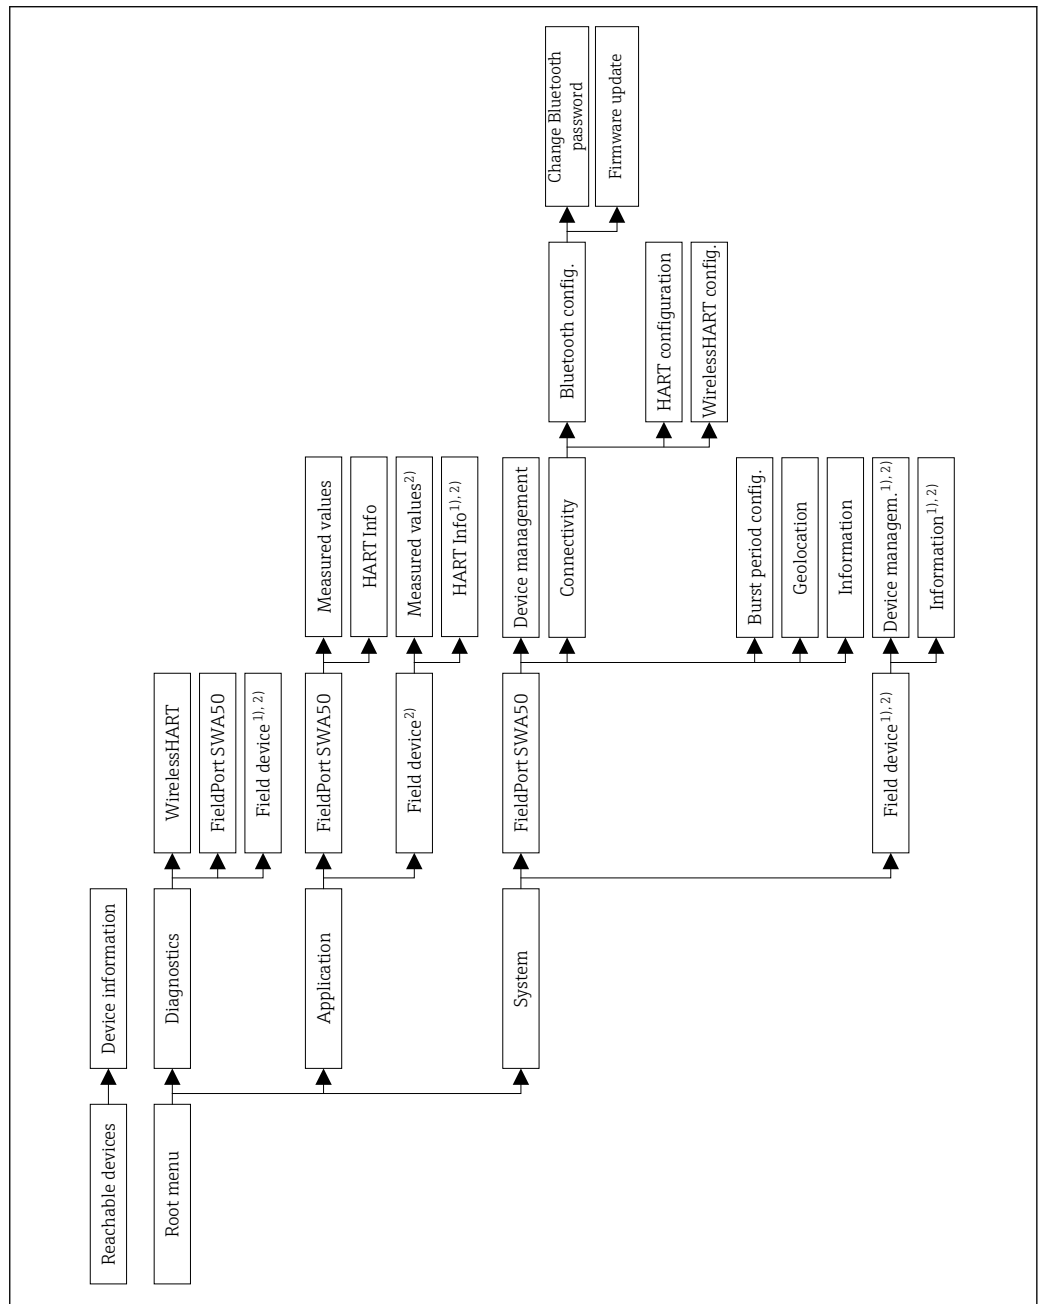 Reachable devices
Device information
Root menu
Diagnostics
WirelessHART
FieldPort SWA50
Field device1), 2)
Application
FieldPort SWA50
Measured values
HART Info
Field device2)
Measured values2)
HART Info1), 2)
System
FieldPort SWA50
Device management
Connectivity
Bluetooth config.
Change Bluetooth
password
Firmware update
HART configuration
WirelessHART config.
Burst period config.
Geolocation
Information
Field device1), 2)
Device managem.1), 2)
Information1), 2)